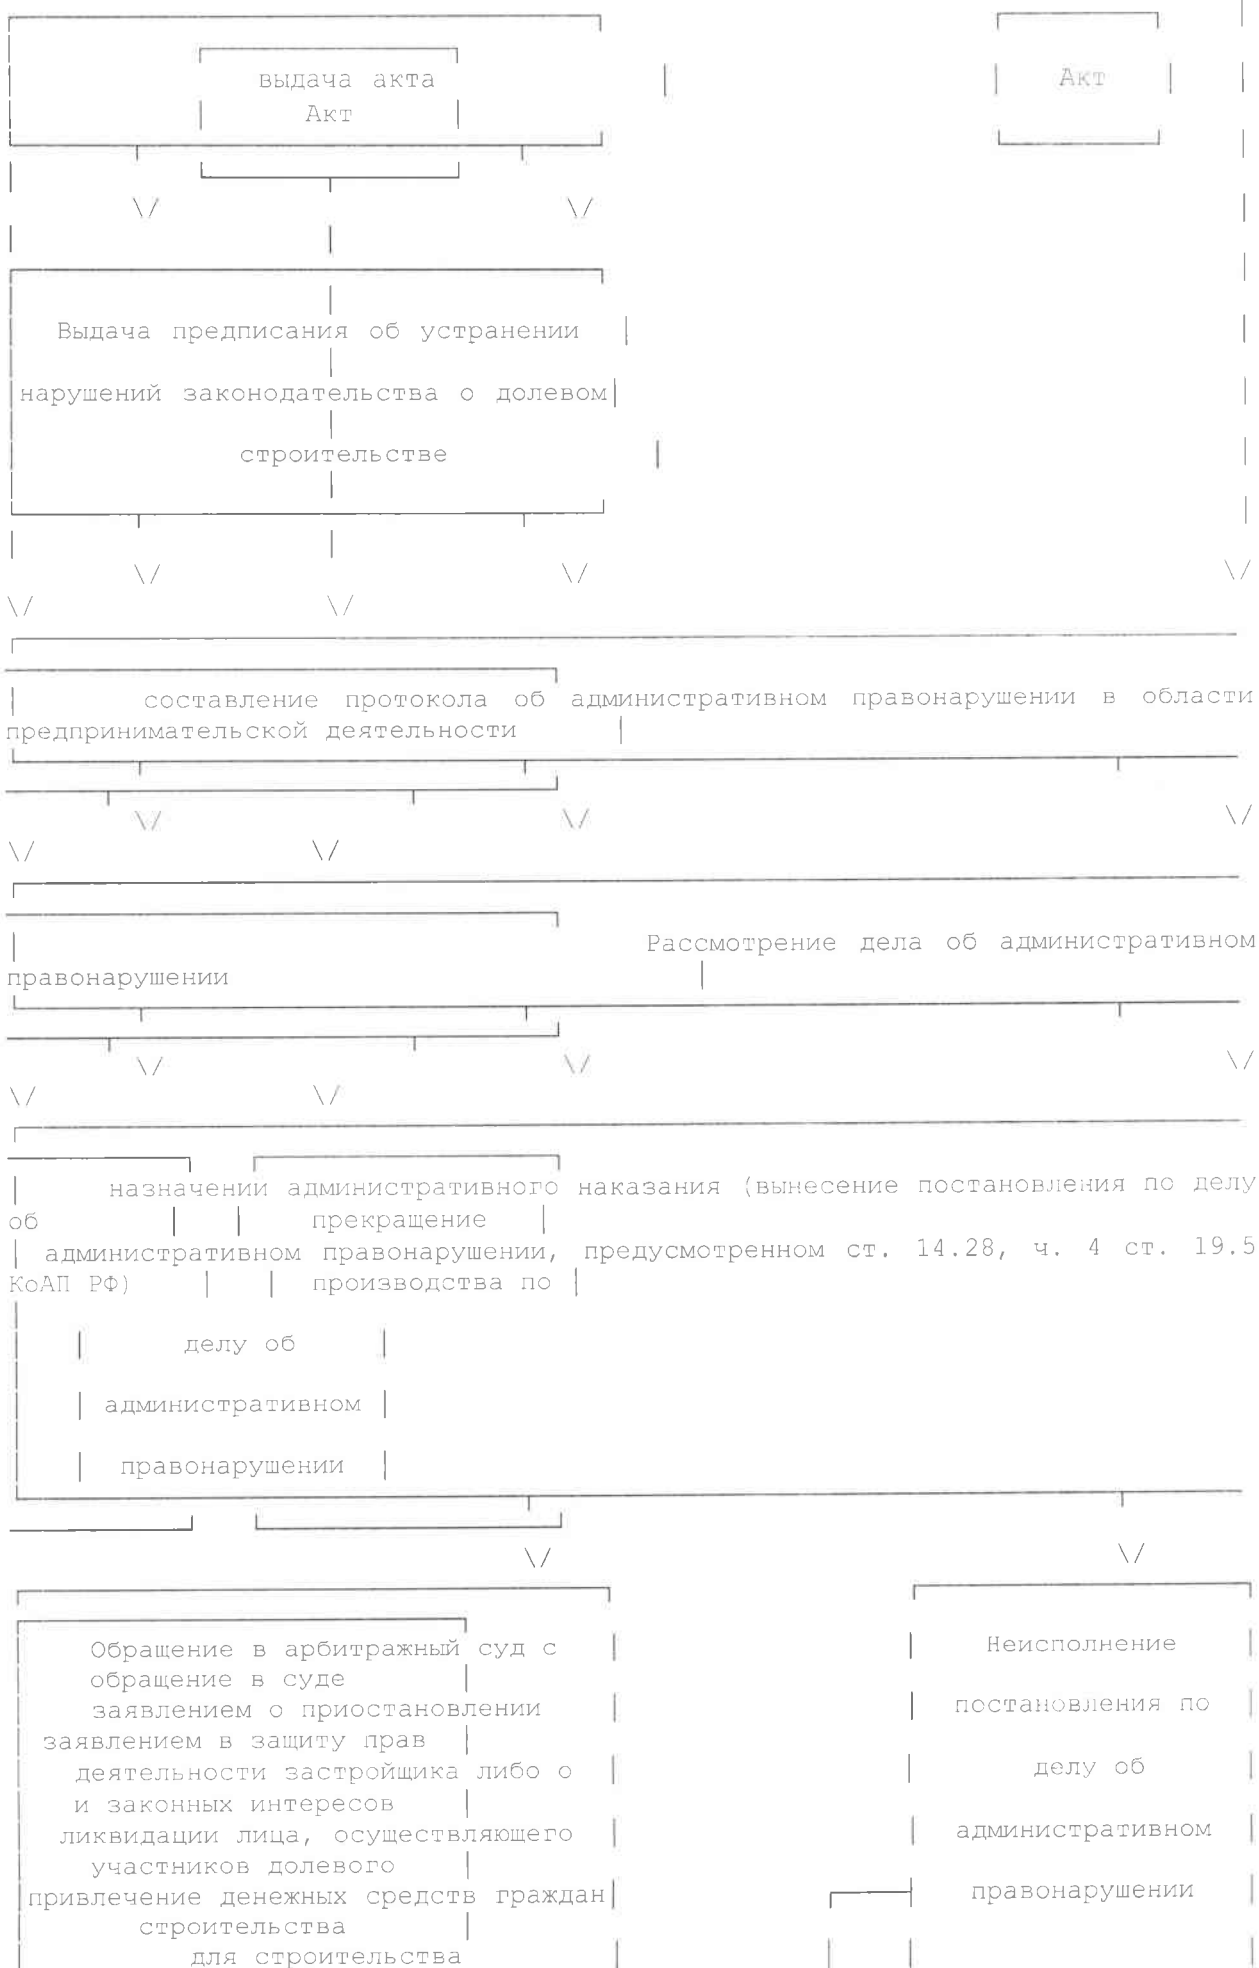 выдача акта
Акт
Акт
Выдача предписания об устранении
нарушений законодательства о долевом
строительстве
составление протокола об административном правонарушении в области
предпринимательской деятельности
Рассмотрение дела об административном
правонарушении
назначении административного наказания (вынесение постановления по делу
об прекращение
административном правонарушении, предусмотренном ст. 14.28, ч. 4 ст. 19.5
КоАП РФ) производства по
делу об
административном
правонарушении
Обращение в арбитражный суд с Неисполнение
обращение в суде
заявлением о приостановлении постановления по
заявлением в защиту прав
деятельности застройщика либо о делу об
и законных интересов
ликвидации лица, осуществляющего административном
участников долевого
привлечение денежных средств граждан правонарушении
строительства
для строительства